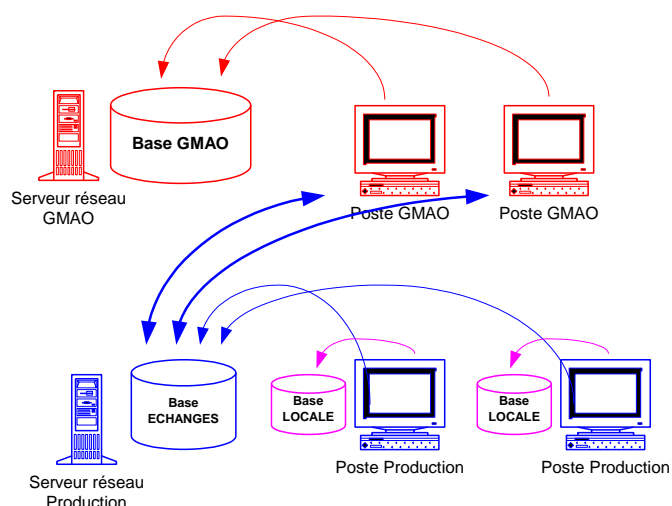 Base GMAO
Serveur réseau
GMAO
Poste GMAO
Poste GMAO
Base
ECHANGES
Base
LOCALE
Base
LOCALE
Poste Production
Poste Production
Serveur réseau
Production